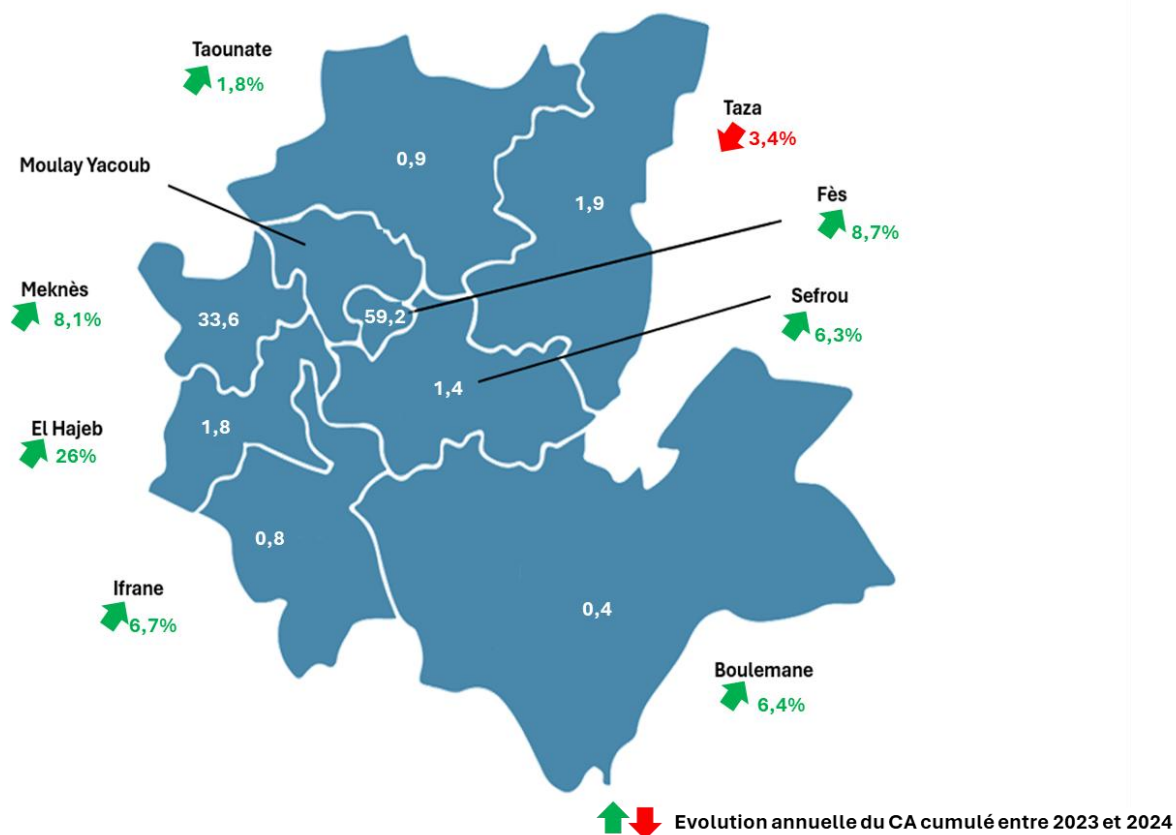 Taounate
1,8%
Taza
3,4%
0,9
Moulay Yacoub
1,9
Fès
8,7%
Meknès
8,1%
33,6
59,2
Sefrou
6,3%
1,4
El Hajeb
26%
1,8
0,8
Ifrane
6,7%
0,4
Boulemane
6,4%
Evolution annuelle du CA cumulé entre 2023 et 2024